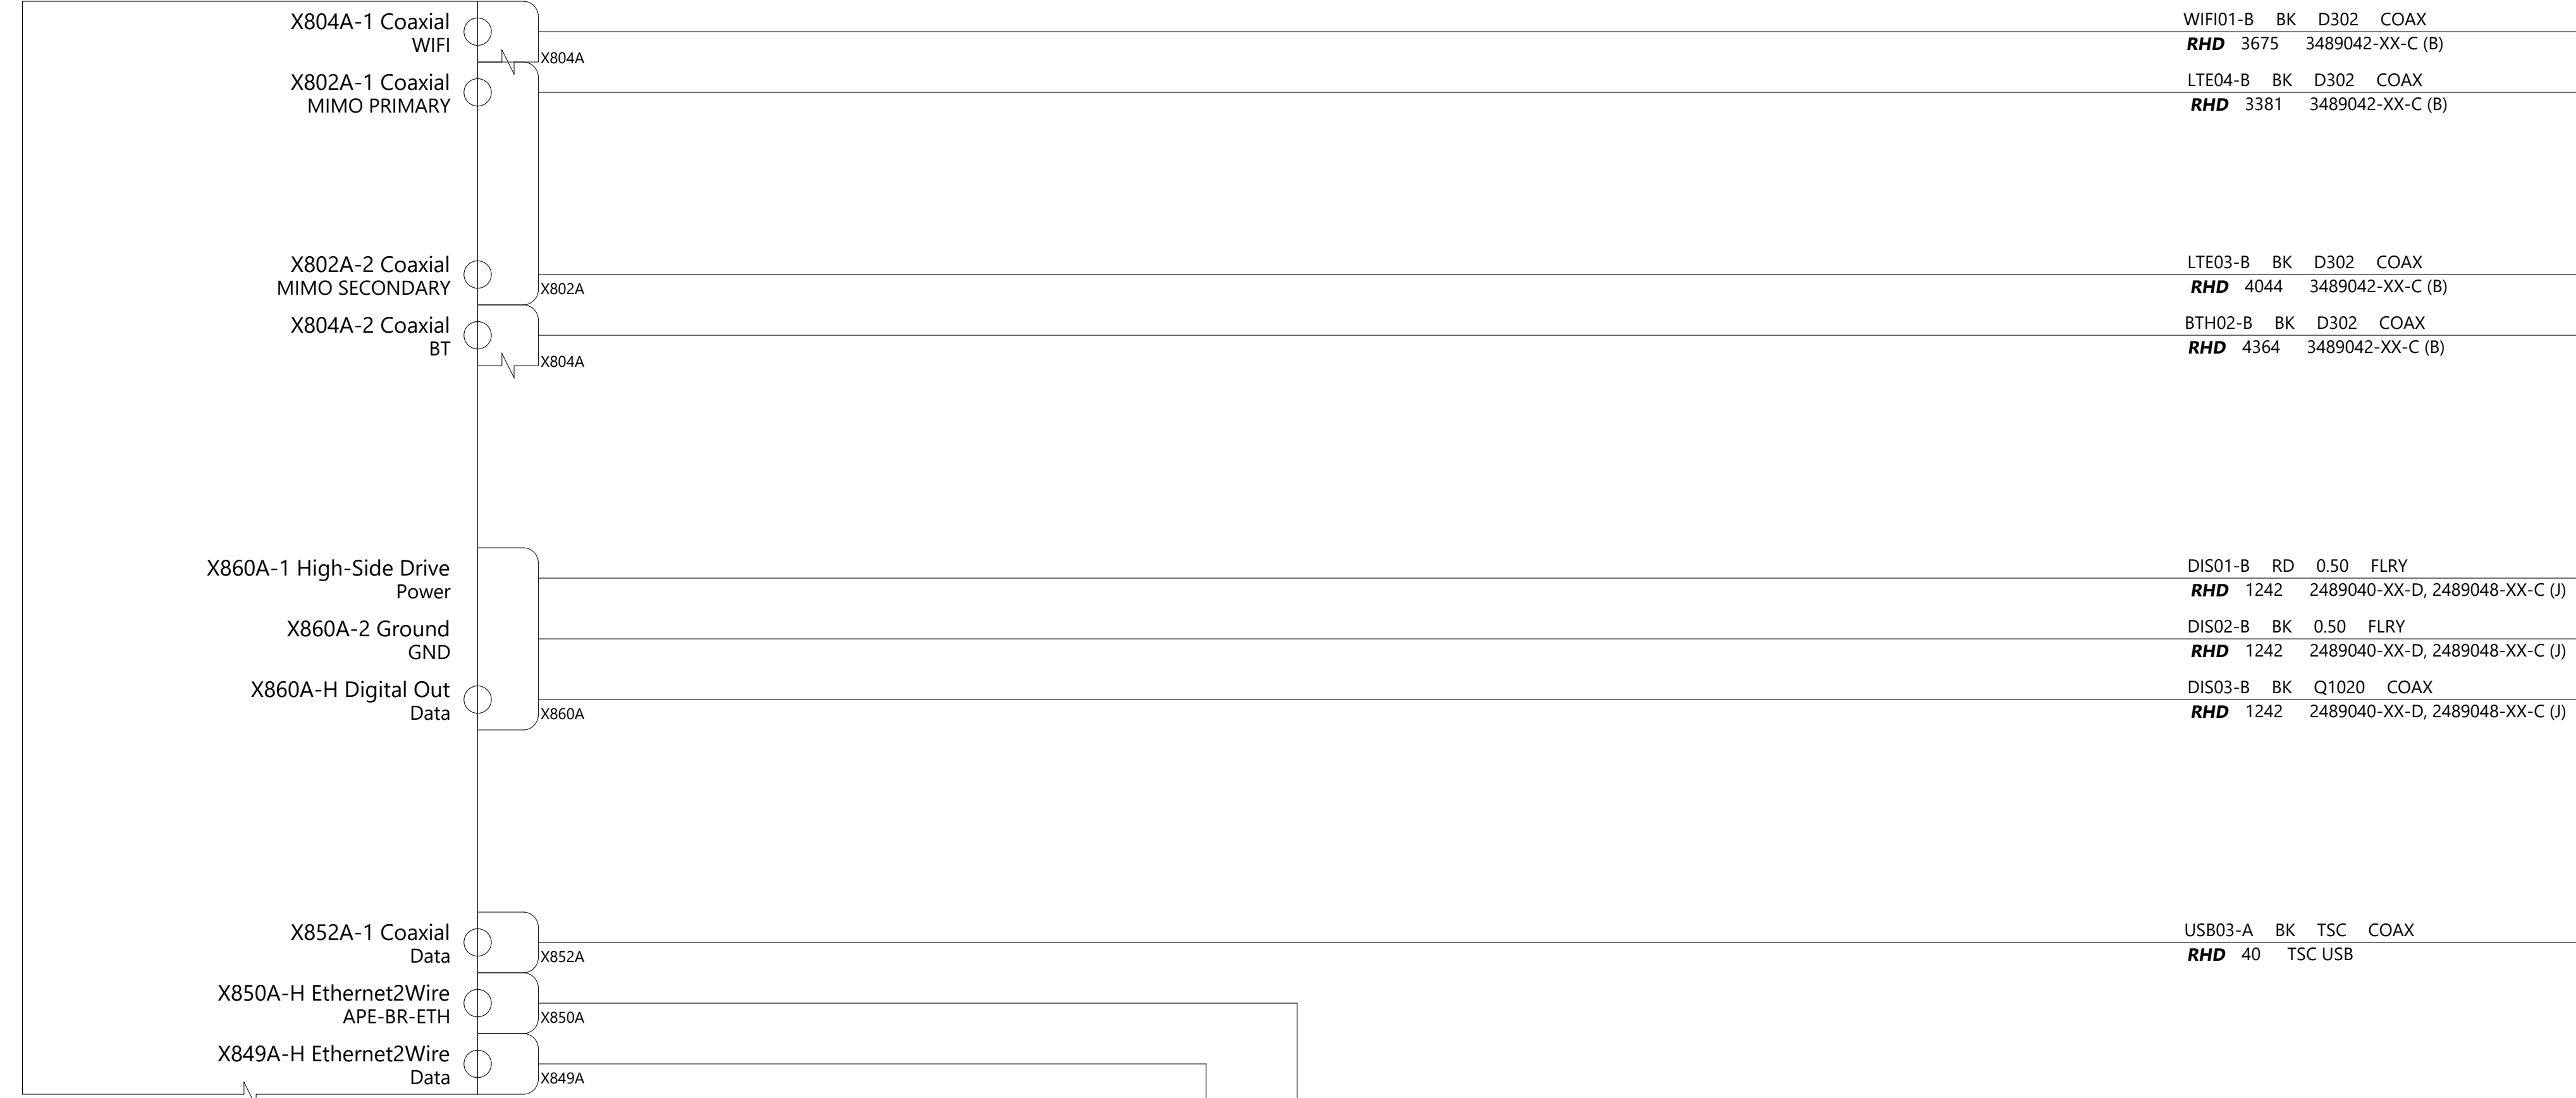 X804A-1 Coaxial
WIFI
X804A
WIFI01-B BK D302 COAX
RHD 3675 3489042-XX-C (B)
X802A-1 Coaxial
MIMO PRIMARY
LTE04-B BK D302 COAX
RHD 3381 3489042-XX-C (B)
X802A-2 Coaxial
MIMO SECONDARY
X802A
LTE03-B BK D302 COAX
RHD 4044 3489042-XX-C (B)
X804A-2 Coaxial
BT
X804A
BTH02-B BK D302 COAX
RHD 4364 3489042-XX-C (B)
X860A-1 High-Side Drive
Power
DIS01-B RD 0.50 FLRY
RHD 1242 2489040-XX-D, 2489048-XX-C (J)
X860A-2 Ground
GND
DIS02-B BK 0.50 FLRY
RHD 1242 2489040-XX-D, 2489048-XX-C (J)
X860A-H Digital Out
Data
X860A
DIS03-B BK Q1020 COAX
RHD 1242 2489040-XX-D, 2489048-XX-C (J)
X852A-1 Coaxial
Data
X852A
USB03-A BK TSC COAX
RHD 40 TSC USB
X850A-H Ethernet2Wire
APE-BR-ETH
X850A
X849A-H Ethernet2Wire
Data
X849A